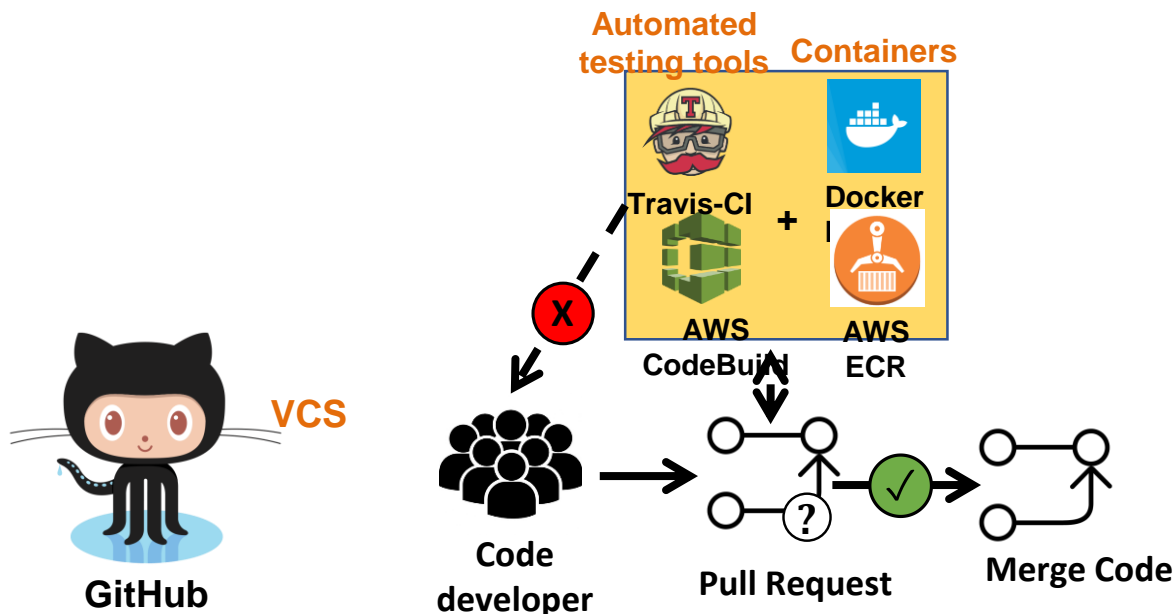 Automated
testing tools
Containers
T
Travis-CI
Docker
+
X
AWS
CodeBuild
AWS
ECR
VCS
?
✓
GitHub
Code
developer
Pull Request
Merge Code